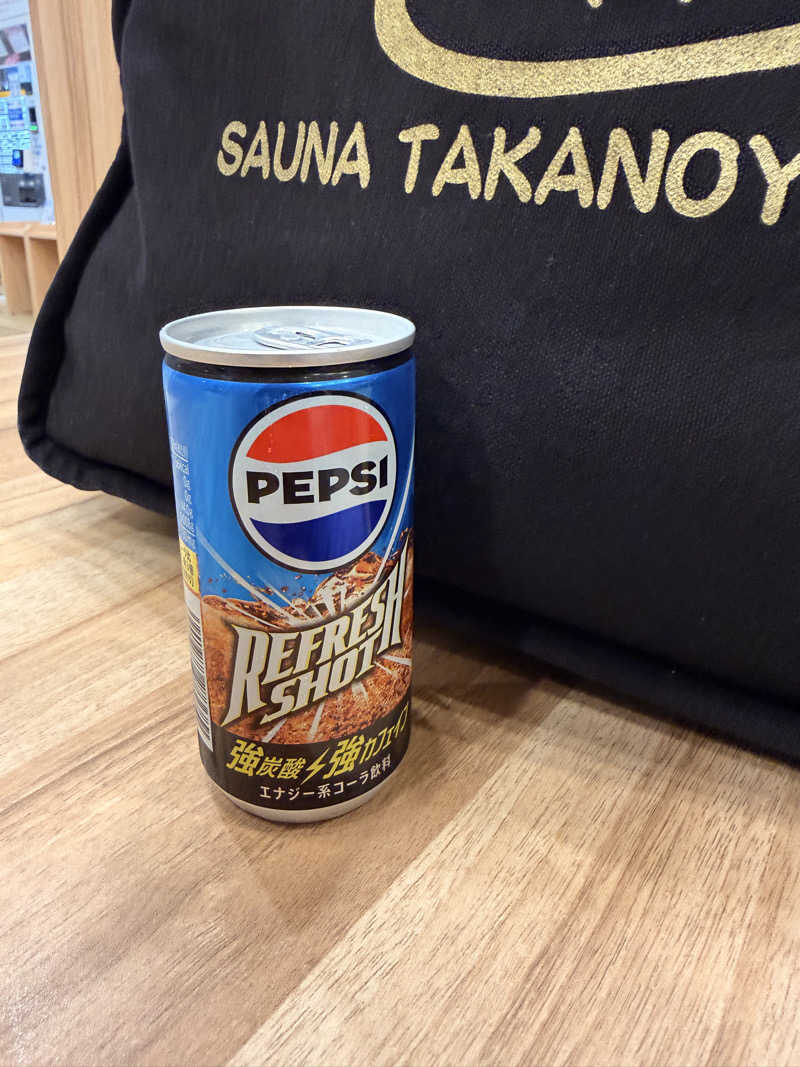 SAUNA TAKANOY
PEPSI
REFRESH
SHOT
強炭酸 強カフェイン
エナジー系コーラ飲料